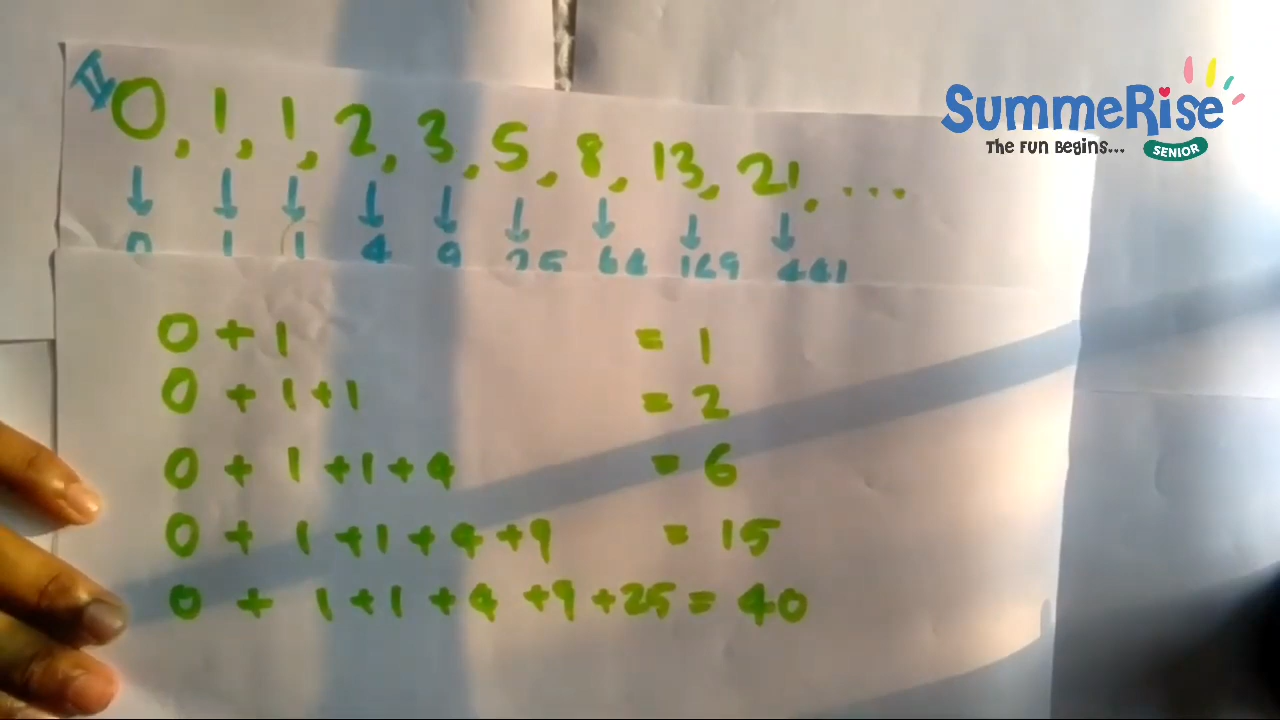 II
0, 1, 1, 2, 3, 5, 8, 13, 21, ...
↓ ↓ ↓ ↓ ↓ ↓ ↓ ↓ ↓
0 1 1 4 9 25 64 169 441
0 + 1 = 1
0 + 1 + 1 = 2
0 + 1 + 1 + 4 = 6
0 + 1 + 1 + 4 + 9 = 15
0 + 1 + 1 + 4 + 9 + 25 = 40
SummeRise
The Fun Begins...
SENIOR